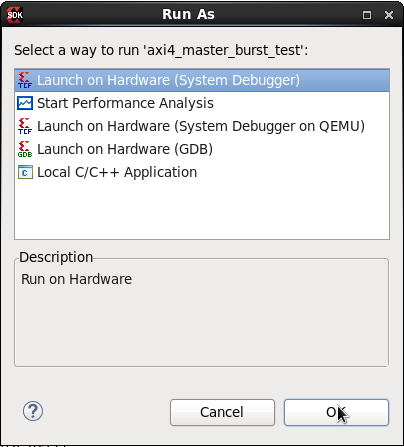 SDK
Run As
Select a way to run 'axi4_master_burst_test':
TCF
Launch on Hardware (System Debugger)
Start Performance Analysis
TCF
Launch on Hardware (System Debugger on QEMU)
GDB
Launch on Hardware (GDB)
C
Local C/C++ Application
Description
Run on Hardware
?
Cancel
OK